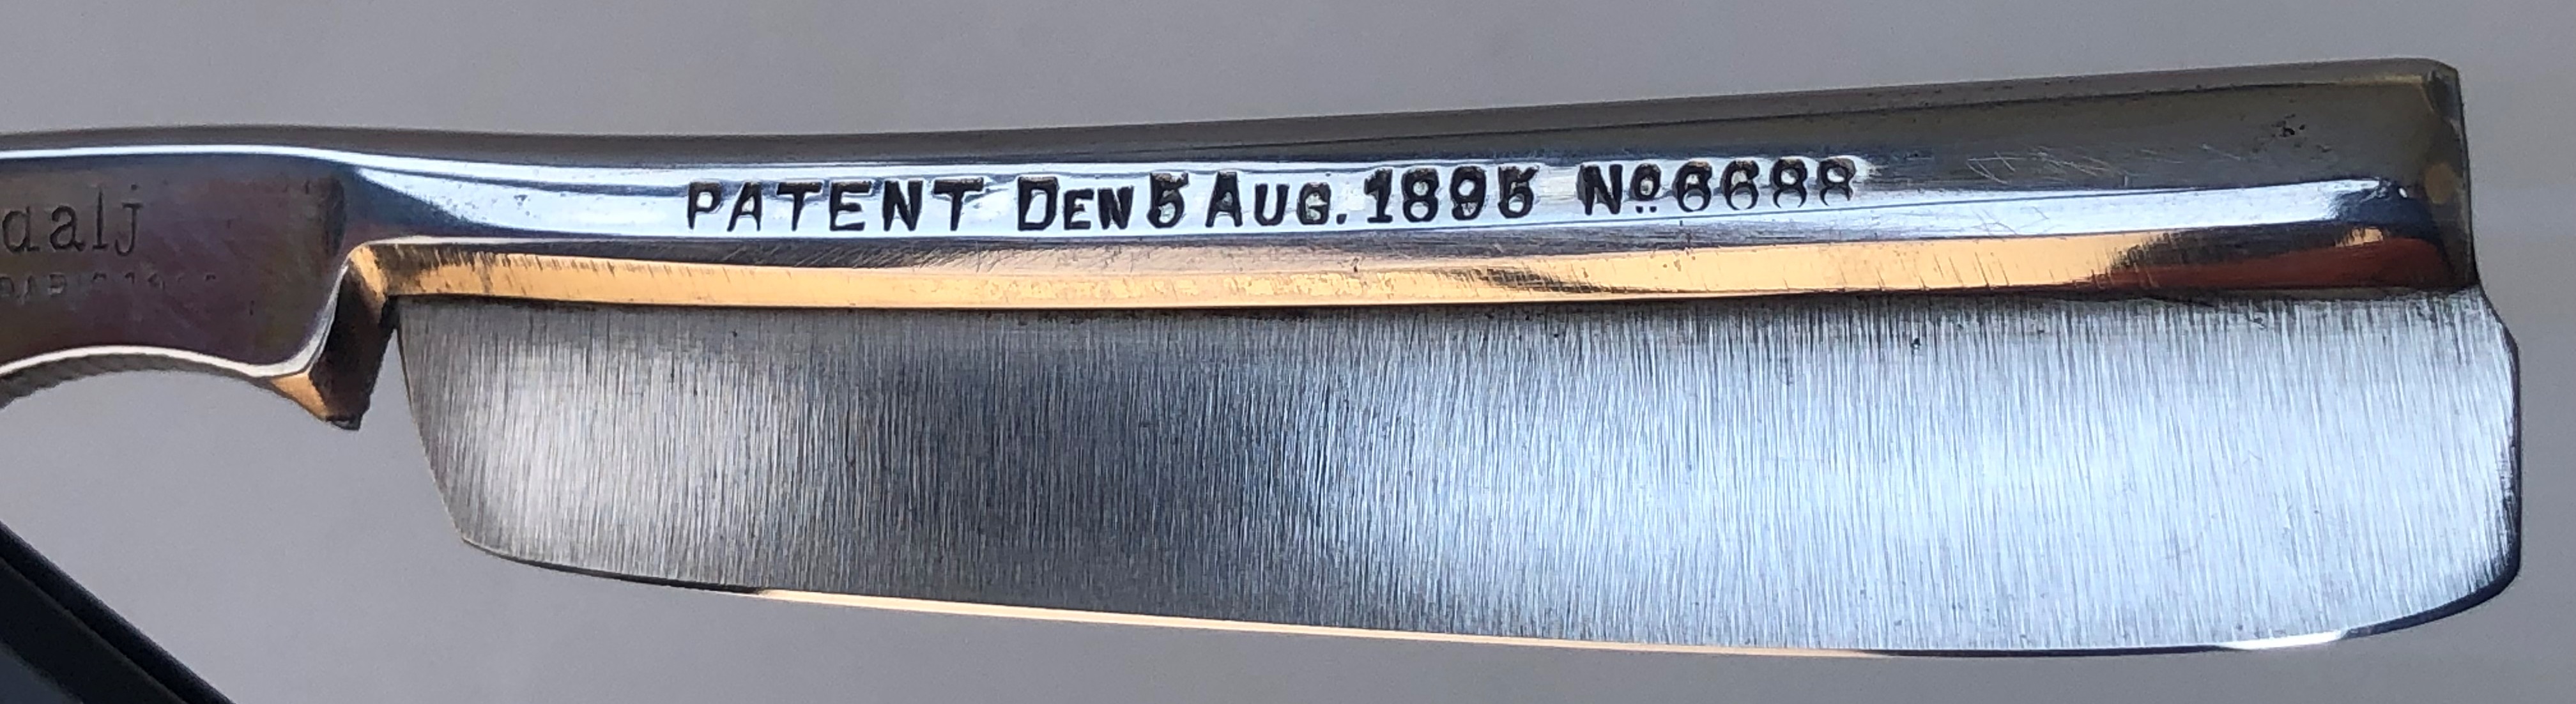 PATENT DEN 5 AUG. 1895 Nº 6688
dalj